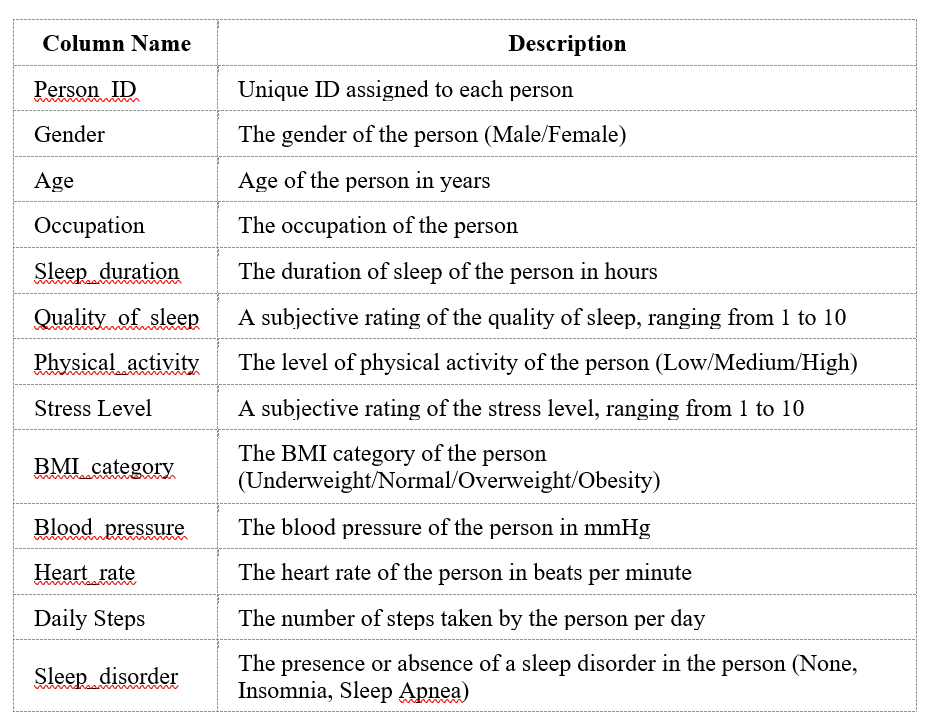 Column Name Description
Person_ID Unique ID assigned to each person
Gender The gender of the person (Male/Female)
Age Age of the person in years
Occupation The occupation of the person
Sleep_duration The duration of sleep of the person in hours
Quality_of_sleep A subjective rating of the quality of sleep, ranging from 1 to 10
Physical_activity The level of physical activity of the person (Low/Medium/High)
Stress Level A subjective rating of the stress level, ranging from 1 to 10
BMI_category The BMI category of the person
(Underweight/Normal/Overweight/Obesity)
Blood_pressure The blood pressure of the person in mmHg
Heart_rate The heart rate of the person in beats per minute
Daily Steps The number of steps taken by the person per day
Sleep_disorder The presence or absence of a sleep disorder in the person (None,
Insomnia, Sleep Apnea)